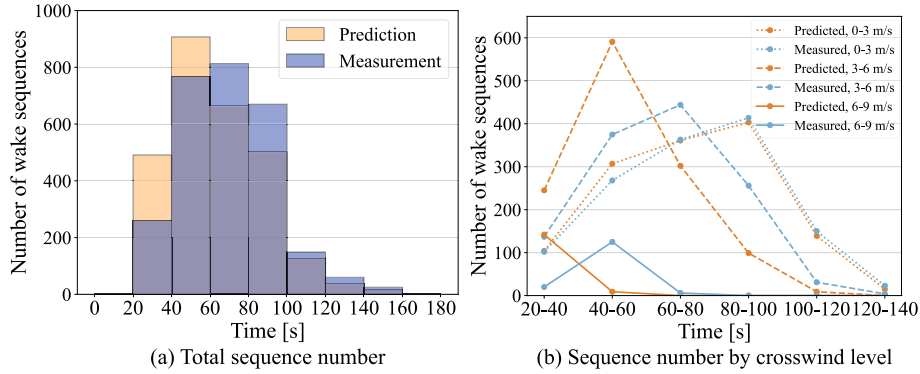 1000
800
600
400
200
0
Number of wake sequences
Prediction
Measurement
0 20 40 60 80 100 120 140 160 180
Time [s]
(a) Total sequence number
600
500
400
300
200
100
0
Number of wake sequences
Predicted, 0-3 m/s
Measured, 0-3 m/s
Predicted, 3-6 m/s
Measured, 3-6 m/s
Predicted, 6-9 m/s
Measured, 6-9 m/s
20-40 40-60 60-80 80-100 100-120 120-140
Time [s]
(b) Sequence number by crosswind level